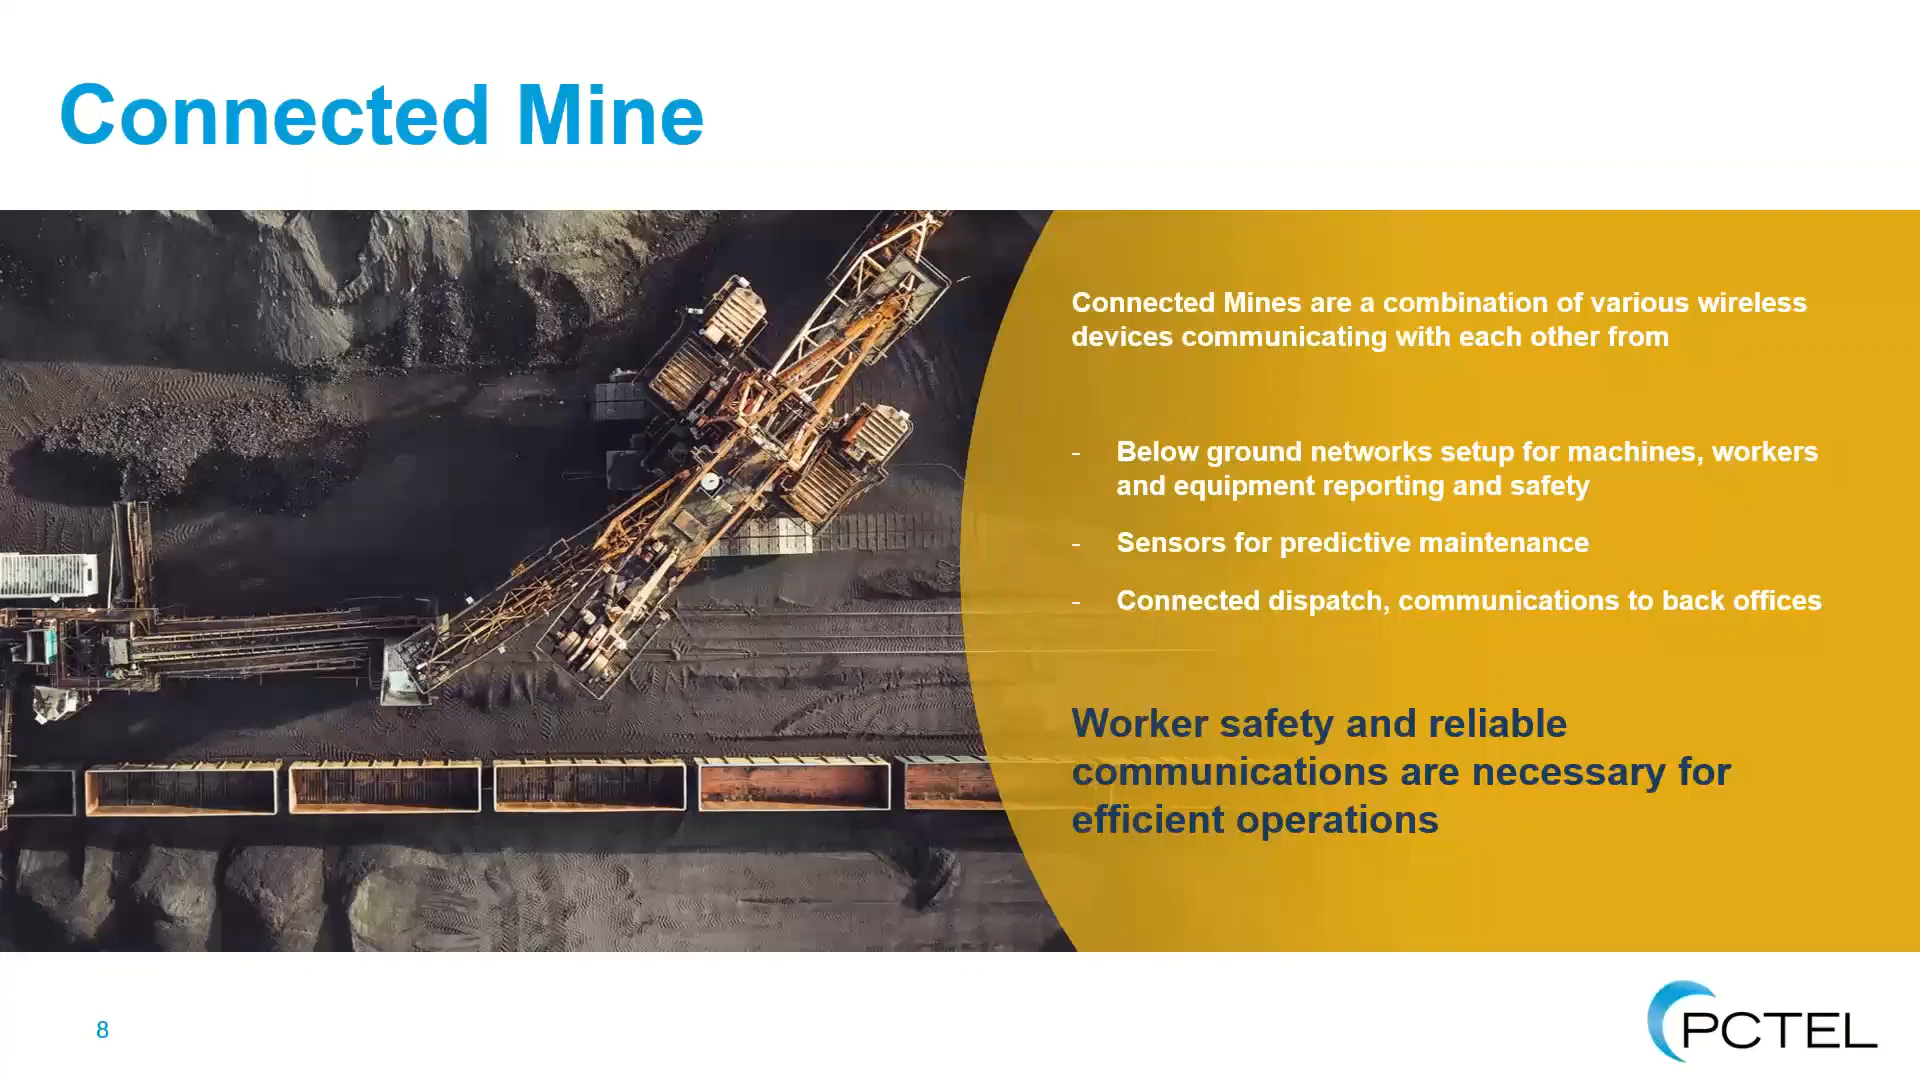 Connected Mine
Connected Mines are a combination of various wireless
devices communicating with each other from
- Below ground networks setup for machines, workers
and equipment reporting and safety
- Sensors for predictive maintenance
- Connected dispatch, communications to back offices
Worker safety and reliable
communications are necessary for
efficient operations
8
PCTEL